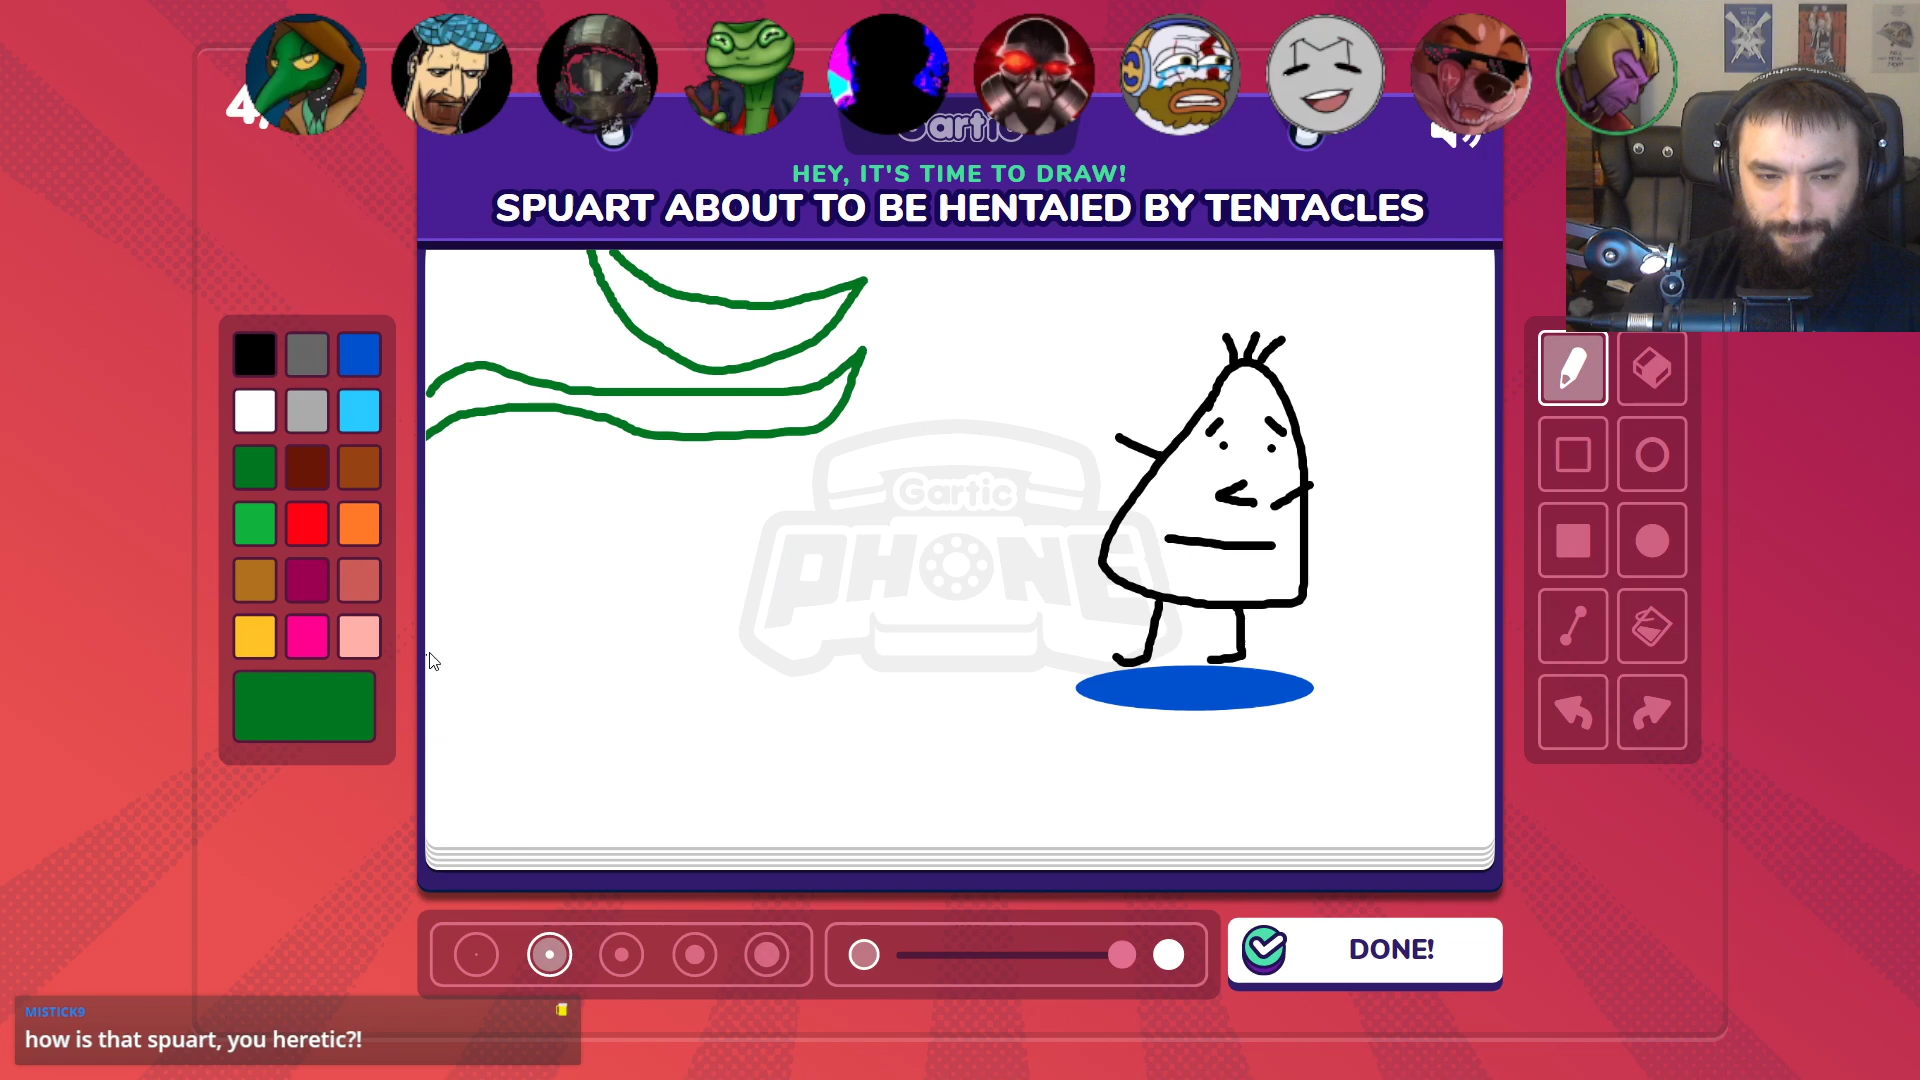 Gartic
HEY, IT'S TIME TO DRAW!
SPUART ABOUT TO BE HENTAIED BY TENTACLES
Gartic
PHONE
DONE!
MISTICK9
how is that spuart, you heretic?!